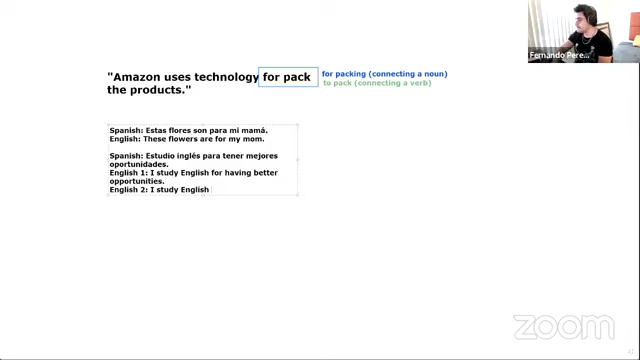 "Amazon uses technology for pack
the products."
for packing (connecting a noun)
to pack (connecting a verb)
Spanish: Estas flores son para mi mamá.
English: These flowers are for my mom.
Spanish: Estudio inglés para tener mejores
oportunidades.
English 1: I study English for having better
opportunities.
English 2: I study English
Fernando Pere...
zoom